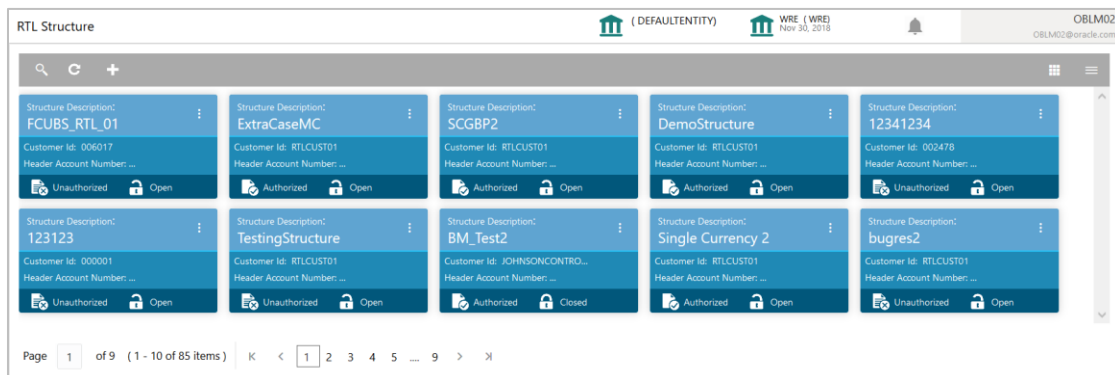 RTL Structure
( DEFAULTENTITY)
WRE ( WRE)
Nov 30, 2018
OBLM02
OBLM02@oracle.com
Structure Description:
FCUBS_RTL_01
Customer Id: 006017
Header Account Number: ...
Unauthorized Open
Structure Description:
ExtraCaseMC
Customer Id: RTLCUST01
Header Account Number: ...
Authorized Open
Structure Description:
SCGBP2
Customer Id: RTLCUST01
Header Account Number: ...
Authorized Open
Structure Description:
DemoStructure
Customer Id: RTLCUST01
Header Account Number: ...
Authorized Open
Structure Description:
12341234
Customer Id: 002478
Header Account Number: ...
Unauthorized Open
Structure Description:
123123
Customer Id: 000001
Header Account Number: ...
Unauthorized Open
Structure Description:
TestingStructure
Customer Id: RTLCUST01
Header Account Number: ...
Unauthorized Open
Structure Description:
BM_Test2
Customer Id: JOHNSONCONTRO...
Header Account Number: ...
Authorized Closed
Structure Description:
Single Currency 2
Customer Id: RTLCUST01
Header Account Number: ...
Authorized Open
Structure Description:
bugres2
Customer Id: RTLCUST01
Header Account Number: ...
Unauthorized Open
Page 1 of 9 ( 1 - 10 of 85 items ) 1 2 3 4 5 .... 9